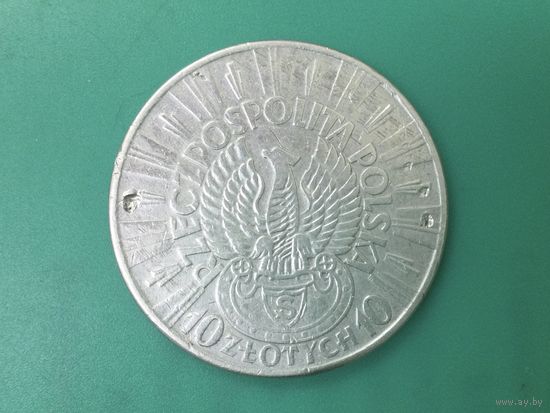 RZECZPOSPOLITA POLSKA
S
10 ZŁOTYCH 10
www.ay.by